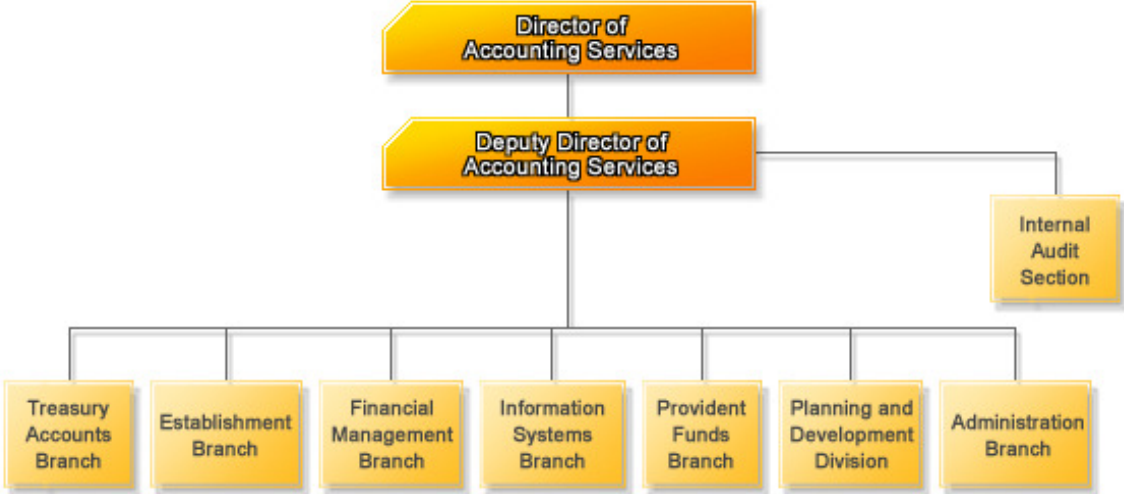 Director of
Accounting Services
Deputy Director of
Accounting Services
Internal
Audit
Section
Treasury
Accounts
Branch
Establishment
Branch
Financial
Management
Branch
Information
Systems
Branch
Provident
Funds
Branch
Planning and
Development
Division
Administration
Branch